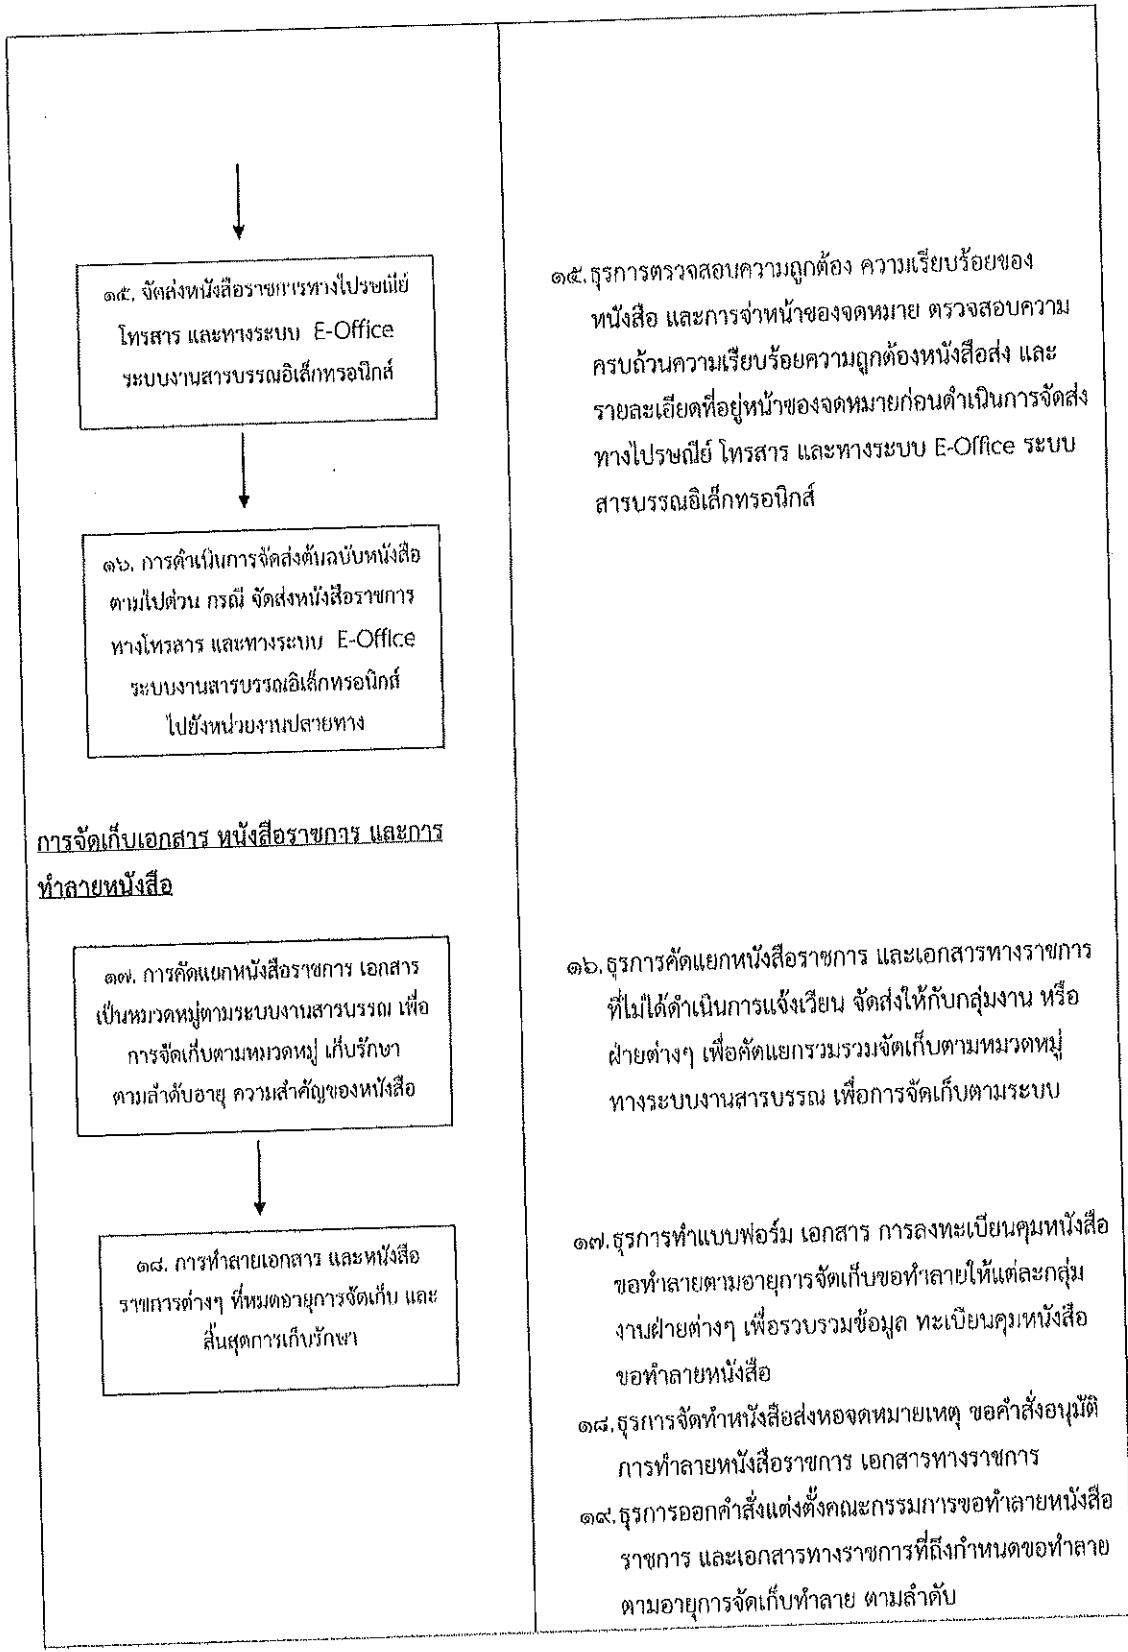 ๑๕. จัดส่งหนังสือราชการทางไปรษณีย์
โทรสาร และทางระบบ E-Office
ระบบงานสารบรรณอิเล็กทรอนิกส์
๑๖. การดำเนินการจัดส่งต้นฉบับหนังสือ
ตามไปด่วน กรณี จัดส่งหนังสือราชการ
ทางโทรสาร และทางระบบ E-Office
ระบบงานสารบรรณอิเล็กทรอนิกส์
ไปยังหน่วยงานปลายทาง
การจัดเก็บเอกสาร หนังสือราชการ และการ
ทำลายหนังสือ
๑๗. การคัดแยกหนังสือราชการ เอกสาร
เป็นหมวดหมู่ตามระบบงานสารบรรณ เพื่อ
การจัดเก็บตามหมวดหมู่ เก็บรักษา
ตามลำดับอายุ ความสำคัญของหนังสือ
๑๘. การทำลายเอกสาร และหนังสือ
ราชการต่างๆ ที่หมดอายุการจัดเก็บ และ
สิ้นสุดการเก็บรักษา
๑๕.ธุรการตรวจสอบความถูกต้อง ความเรียบร้อยของ
หนังสือ และการจ่าหน้าซองจดหมาย ตรวจสอบความ
ครบถ้วนความเรียบร้อยความถูกต้องหนังสือส่ง และ
รายละเอียดที่อยู่หน้าซองจดหมายก่อนดำเนินการจัดส่ง
ทางไปรษณีย์ โทรสาร และทางระบบ E-Office ระบบ
สารบรรณอิเล็กทรอนิกส์
๑๖.ธุรการคัดแยกหนังสือราชการ และเอกสารทางราชการ
ที่ไม่ได้ดำเนินการแจ้งเวียน จัดส่งให้กับกลุ่มงาน หรือ
ฝ่ายต่างๆ เพื่อคัดแยกรวมรวมจัดเก็บตามหมวดหมู่
ทางระบบงานสารบรรณ เพื่อการจัดเก็บตามระบบ
๑๗.ธุรการทำแบบฟอร์ม เอกสาร การลงทะเบียนคุมหนังสือ
ขอทำลายตามอายุการจัดเก็บขอทำลายให้แต่ละกลุ่ม
งานฝ่ายต่างๆ เพื่อรวบรวมข้อมูล ทะเบียนคุมหนังสือ
ขอทำลายหนังสือ
๑๘.ธุรการจัดทำหนังสือส่งหอจดหมายเหตุ ขอคำสั่งอนุมัติ
การทำลายหนังสือราชการ เอกสารทางราชการ
๑๙.ธุรการออกคำสั่งแต่งตั้งคณะกรรมการขอทำลายหนังสือ
ราชการ และเอกสารทางราชการที่ถึงกำหนดขอทำลาย
ตามอายุการจัดเก็บทำลาย ตามลำดับ